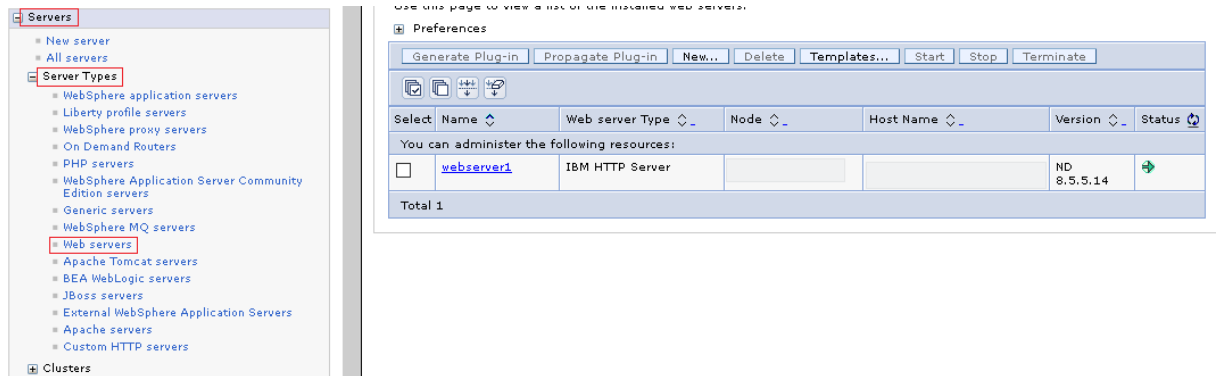 Servers
New server
All servers
Server Types
WebSphere application servers
Liberty profile servers
WebSphere proxy servers
On Demand Routers
PHP servers
WebSphere Application Server Community
Edition servers
Generic servers
WebSphere MQ servers
Web servers
Apache Tomcat servers
BEA WebLogic servers
JBoss servers
External WebSphere Application Servers
Apache servers
Custom HTTP servers
Clusters
Use this page to view a list of the installed web servers.
Preferences
Generate Plug-in Propagate Plug-in New... Delete Templates... Start Stop Terminate
Select Name Web server Type Node Host Name Version Status
You can administer the following resources:
webserver1 IBM HTTP Server ND
8.5.5.14
Total 1